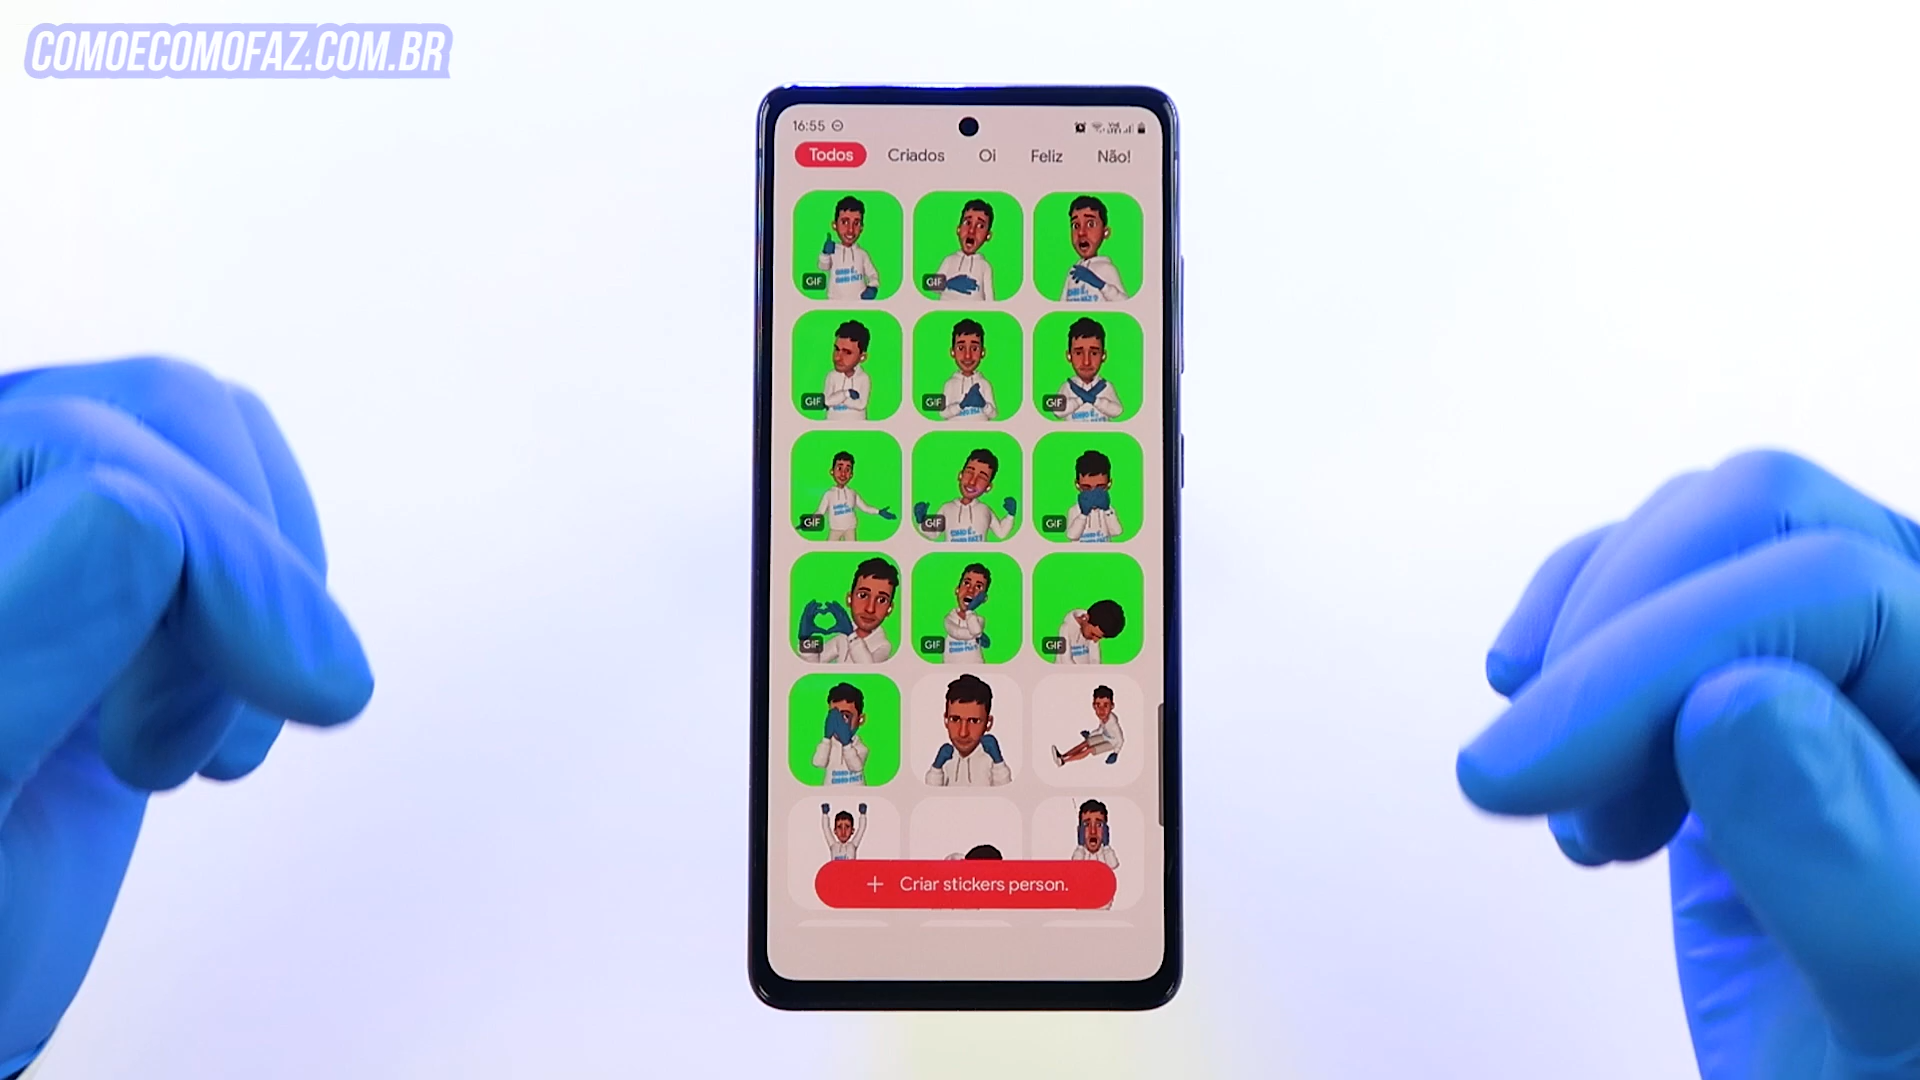 COMOECOMOFAZ.COM.BR
16:55
Todos Criados Oi Feliz Não!
GIF GIF
GIF GIF GIF
GIF GIF GIF
GIF GIF GIF
+ Criar stickers person.